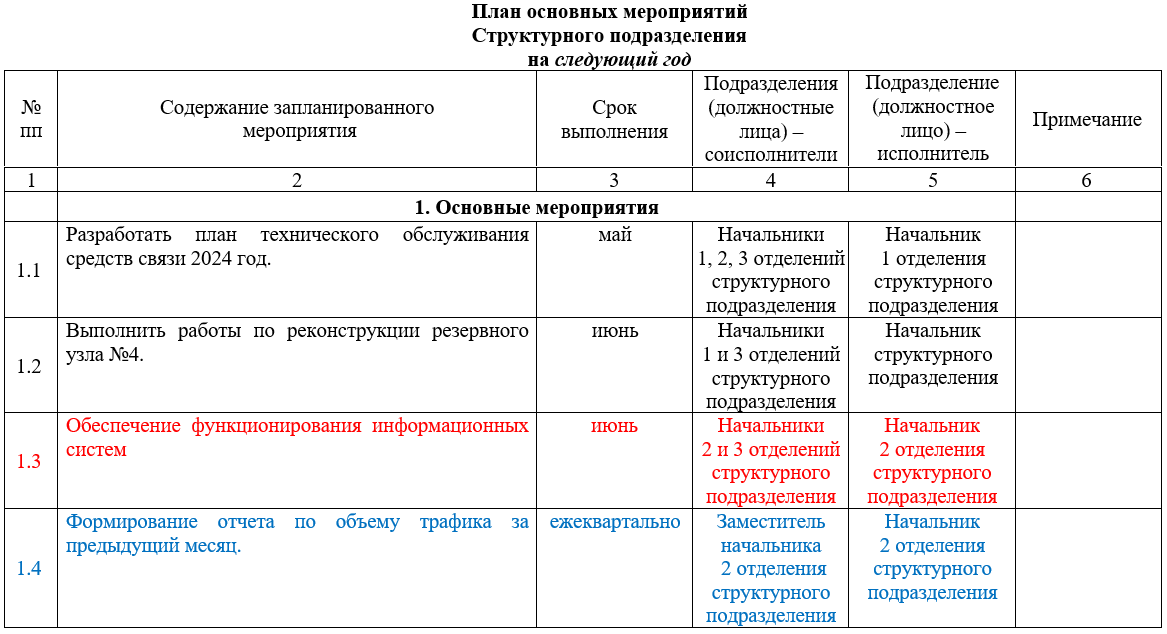 План основных мероприятий
Структурного подразделения
на следующий год
№
пп
Содержание запланированного
мероприятия
Срок
выполнения
Подразделения
(должностные
лица) –
соисполнители
Подразделение
(должностное
лицо) –
исполнитель
Примечание
1
2
3
4
5
6
1. Основные мероприятия
1.1
Разработать план технического обслуживания
средств связи 2024 год.
май
Начальники
1, 2, 3 отделений
структурного
подразделения
Начальник
1 отделения
структурного
подразделения
1.2
Выполнить работы по реконструкции резервного
узла №4.
июнь
Начальники
1 и 3 отделений
структурного
подразделения
Начальник
структурного
подразделения
1.3
Обеспечение функционирования информационных
систем
июнь
Начальники
2 и 3 отделений
структурного
подразделения
Начальник
2 отделения
структурного
подразделения
1.4
Формирование отчета по объему трафика за
предыдущий месяц.
ежеквартально
Заместитель
начальника
2 отделения
структурного
подразделения
Начальник
2 отделения
структурного
подразделения